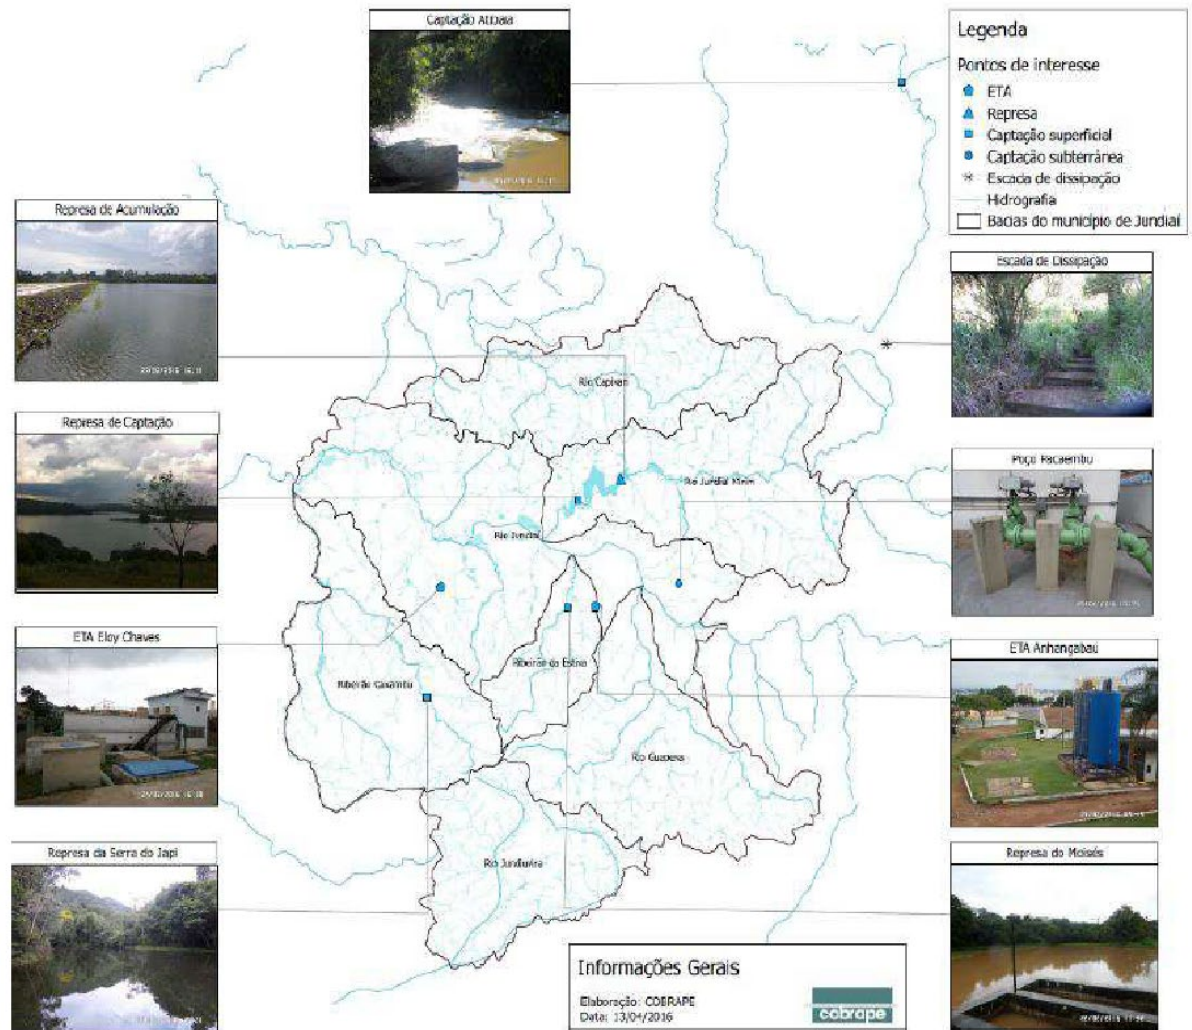 Captação Atibaia
Legenda
Pontos de interesse
ETA
Represa
Captação superficial
Captação subterrânea
Escada de dissipação
Hidrografia
Bacias do município de Jundiaí
Represa de Acumulação
Escada de Dissipação
Rio Capivari
Represa de Captação
Poço Pacaembu
Rio Jundiaí Mirim
Rio Jundiaí
ETA Eloy Chaves
ETA Anhangabaú
Ribeirão da Estiva
Ribeirão Caxambu
Rio Guapeva
Represa da Serra do Japi
Represa do Moisés
Rio Jundiuvira
Informações Gerais
Elaboração: COBRAPE
Data: 13/04/2016
cobrape